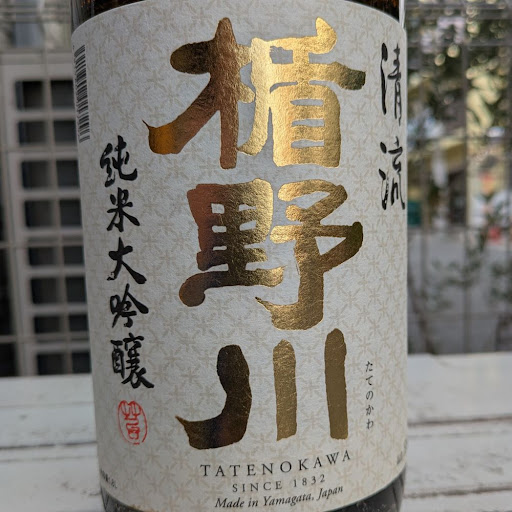 清流
楯野川
たてのかわ
純米大吟醸
TATENOKAWA
SINCE 1832
Made in Yamagata, Japan